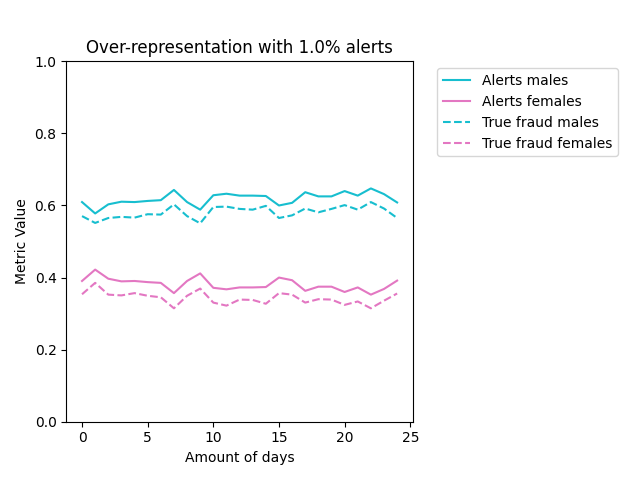 Over-representation with 1.0% alerts
Alerts males
Alerts females
True fraud males
True fraud females
Metric Value
1.0
0.8
0.6
0.4
0.2
0.0
0 5 10 15 20 25
Amount of days